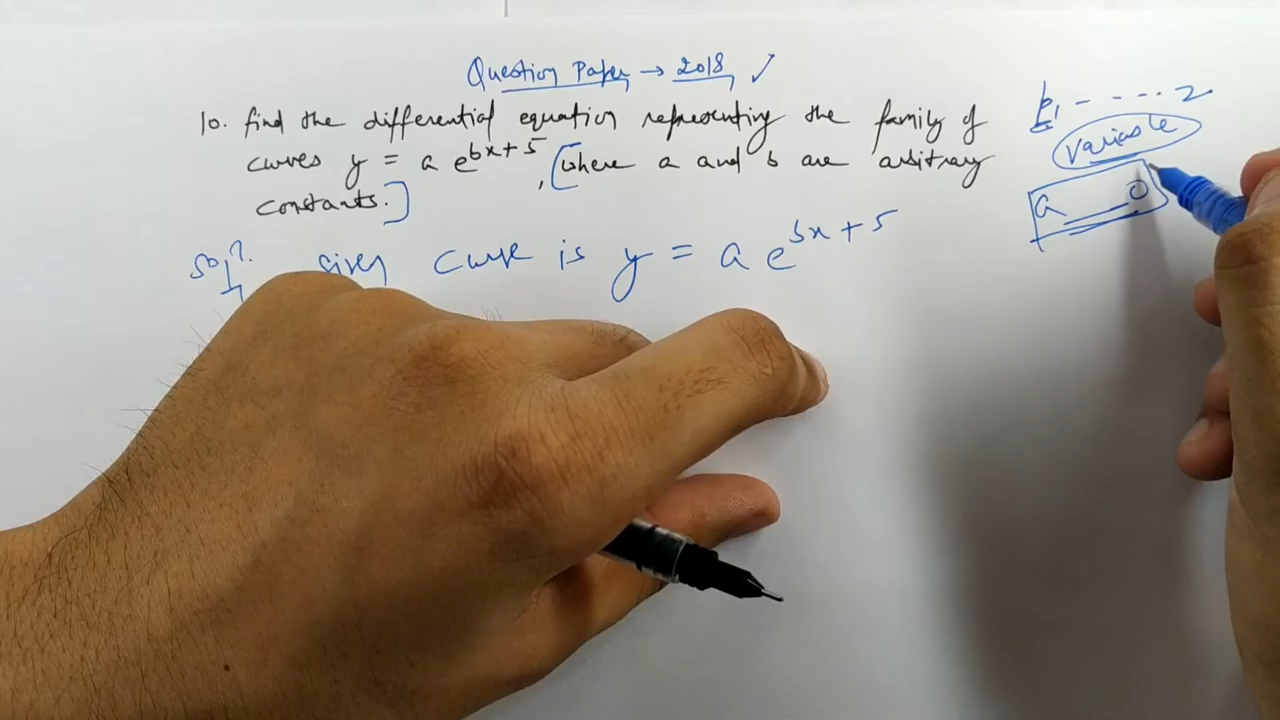 Question Paper → 2018 ✓
10. find the differential equation representing the family of
curves y = a e^{bx+5}, [where a and b are arbitrary
constants.]
Solⁿ. given curve is y = a e^{bx+5}
Variable
a